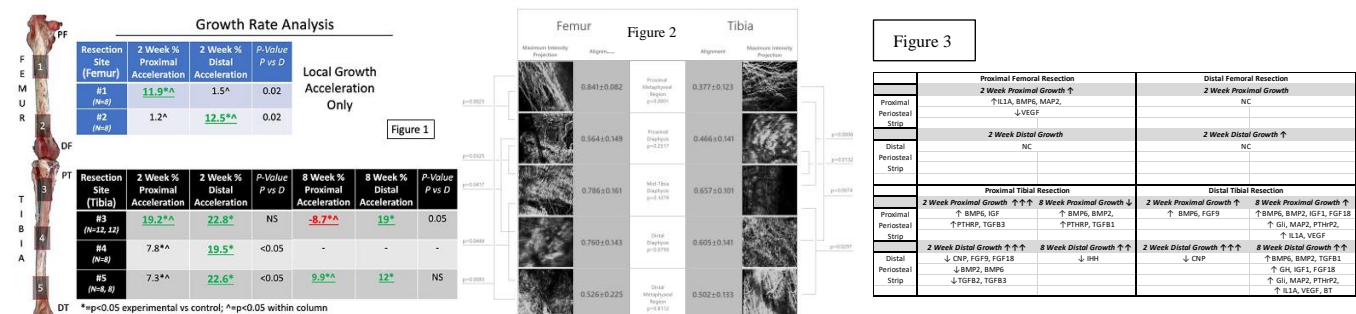 Growth Rate Analysis
PF
FEMUR
1
2
DF
PT
TIBIA
3
4
5
DT
Resection Site (Femur) 2 Week % Proximal Acceleration 2 Week % Distal Acceleration P-Value P vs D
#1 (N=8) 11.9*^ 1.5^ 0.02
#2 (N=8) 1.2^ 12.5*^ 0.02
Local Growth
Acceleration
Only
Figure 1
Resection Site (Tibia) 2 Week % Proximal Acceleration 2 Week % Distal Acceleration P-Value P vs D 8 Week % Proximal Acceleration 8 Week % Distal Acceleration P-Value P vs D
#3 (N=12, 12) 19.2*^ 22.8* NS -8.7*^ 19* 0.05
#4 (N=8) 7.8*^ 19.5* <0.05 - - -
#5 (N=8, 8) 7.3*^ 22.6* <0.05 9.9*^ 12* NS
*=p<0.05 experimental vs control; ^=p<0.05 within column
Femur Figure 2 Tibia
Maximum Intensity Projection Alignment Maximum Intensity Projection
0.841±0.082 Proximal Metaphyseal Region 0.377±0.123
0.564±0.149 Proximal Diaphysis 0.466±0.141
0.786±0.161 Mid-Tibia Diaphysis 0.657±0.101
0.760±0.143 Distal Diaphysis 0.605±0.141
0.526±0.225 Distal Metaphyseal Region 0.502±0.133
Figure 3
Proximal Femoral Resection Distal Femoral Resection
2 Week Proximal Growth ↑ 2 Week Proximal Growth
Proximal Periosteal Strip ↑IL1A, BMP6, MAP2, NC
↓VEGF
2 Week Distal Growth 2 Week Distal Growth ↑
Distal Periosteal Strip NC NC
Proximal Tibial Resection Distal Tibial Resection
2 Week Proximal Growth ↑↑↑ 8 Week Proximal Growth ↓ 2 Week Proximal Growth ↑ 8 Week Proximal Growth ↑
Proximal Periosteal Strip ↑ BMP6, IGF ↑ BMP6, BMP2, ↑ BMP6, FGF9 ↑BMP6, BMP2, IGF1, FGF18
↑PTHRP, TGFB3 ↑PTHRP, TGFB1 ↑ Gli, MAP2, PTHrP2,
↑ IL1A, VEGF
2 Week Distal Growth ↑↑↑ 8 Week Distal Growth ↑↑ 2 Week Distal Growth ↑↑↑ 8 Week Distal Growth ↑↑
Distal Periosteal Strip ↓ CNP, FGF9, FGF18 ↓ IHH ↓ CNP ↑BMP6, BMP2, TGFB1
↓BMP2, BMP6 ↑ GH, IGF1, FGF18
↓TGFB2, TGFB3 ↑ Gli, MAP2, PTHrP2,
↑ IL1A, VEGF, BT